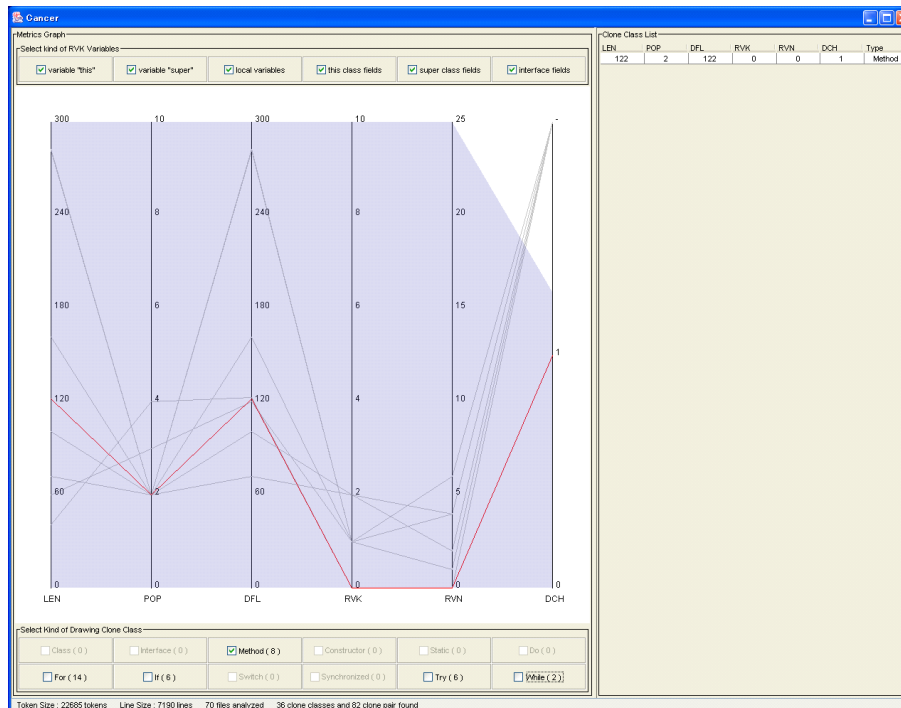 Cancer
Metrics Graph
Select kind of RVK Variables
variable "this" variable "super" local variables this class fields super class fields interface fields
300 10 300 10 25 -
240 8 240 8 20
180 6 180 6 15
1
120 4 120 4 10
60 2 60 2 5
0 0 0 0 0 0
LEN POP DFL RVK RVN DCH
Select Kind of Drawing Clone Class
Class ( 0 ) Interface ( 0 ) Method ( 8 ) Constructor ( 0 ) Static ( 0 ) Do ( 0 )
For ( 14 ) If ( 6 ) Switch ( 0 ) Synchronized ( 0 ) Try ( 6 ) While ( 2 )
Clone Class List
LEN POP DFL RVK RVN DCH Type
122 2 122 0 0 1 Method
Token Size : 22685 tokens Line Size : 7190 lines 70 files analyzed 36 clone classes and 82 clone pair found